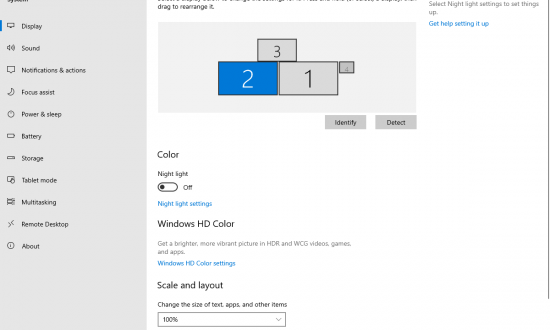 drag to rearrange it.
Select Night light settings to set things
up.
Get help setting it up
Display
Sound
Notifications & actions
Focus assist
Power & sleep
Battery
Storage
Tablet mode
Multitasking
Remote Desktop
About
3
2
1
Identify
Detect
Color
Night light
Off
Night light settings
Windows HD Color
Get a brighter, more vibrant picture in HDR and WCG videos, games,
and apps.
Windows HD Color settings
Scale and layout
Change the size of text, apps, and other items
100%